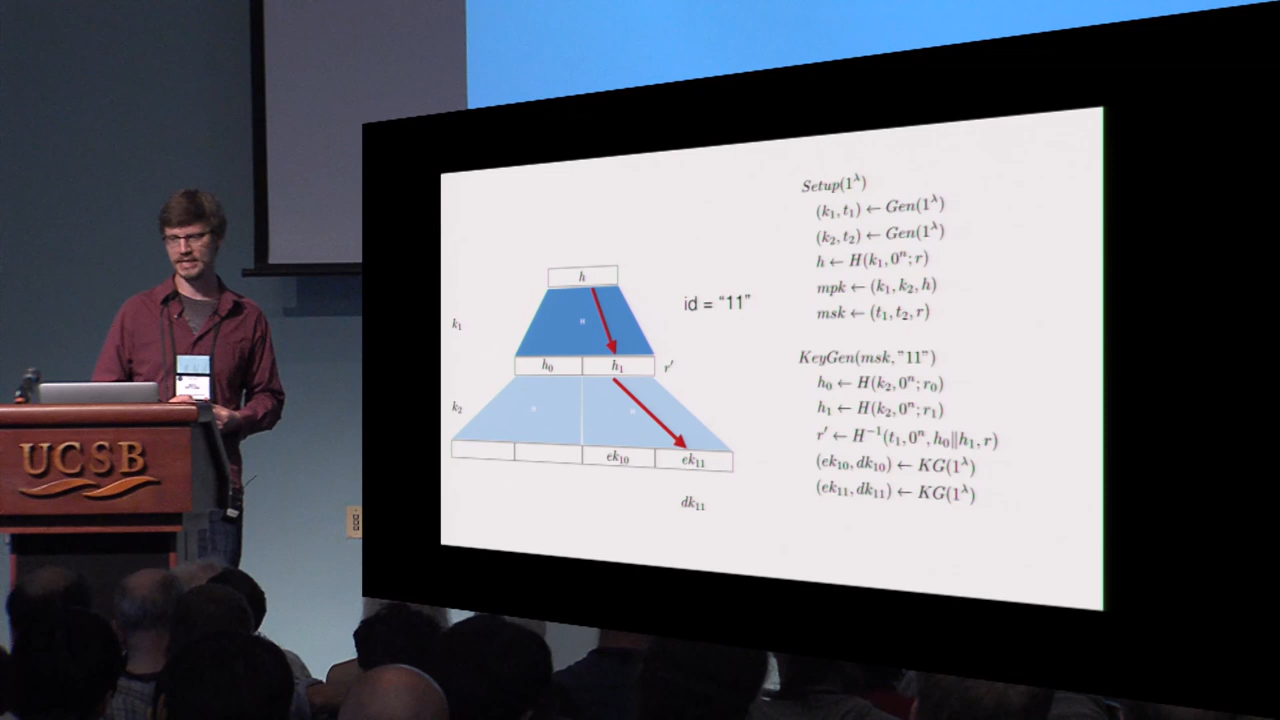 UCSB
h
k₁
H
id = "11"
h₀ h₁ r′
k₂
H H
ek₁₀ ek₁₁
dk₁₁
Setup(1^λ)
(k₁, t₁) ← Gen(1^λ)
(k₂, t₂) ← Gen(1^λ)
h ← H(k₁, 0ⁿ; r)
mpk ← (k₁, k₂, h)
msk ← (t₁, t₂, r)
KeyGen(msk, "11")
h₀ ← H(k₂, 0ⁿ; r₀)
h₁ ← H(k₂, 0ⁿ; r₁)
r′ ← H⁻¹(t₁, 0ⁿ, h₀||h₁, r)
(ek₁₀, dk₁₀) ← KG(1^λ)
(ek₁₁, dk₁₁) ← KG(1^λ)